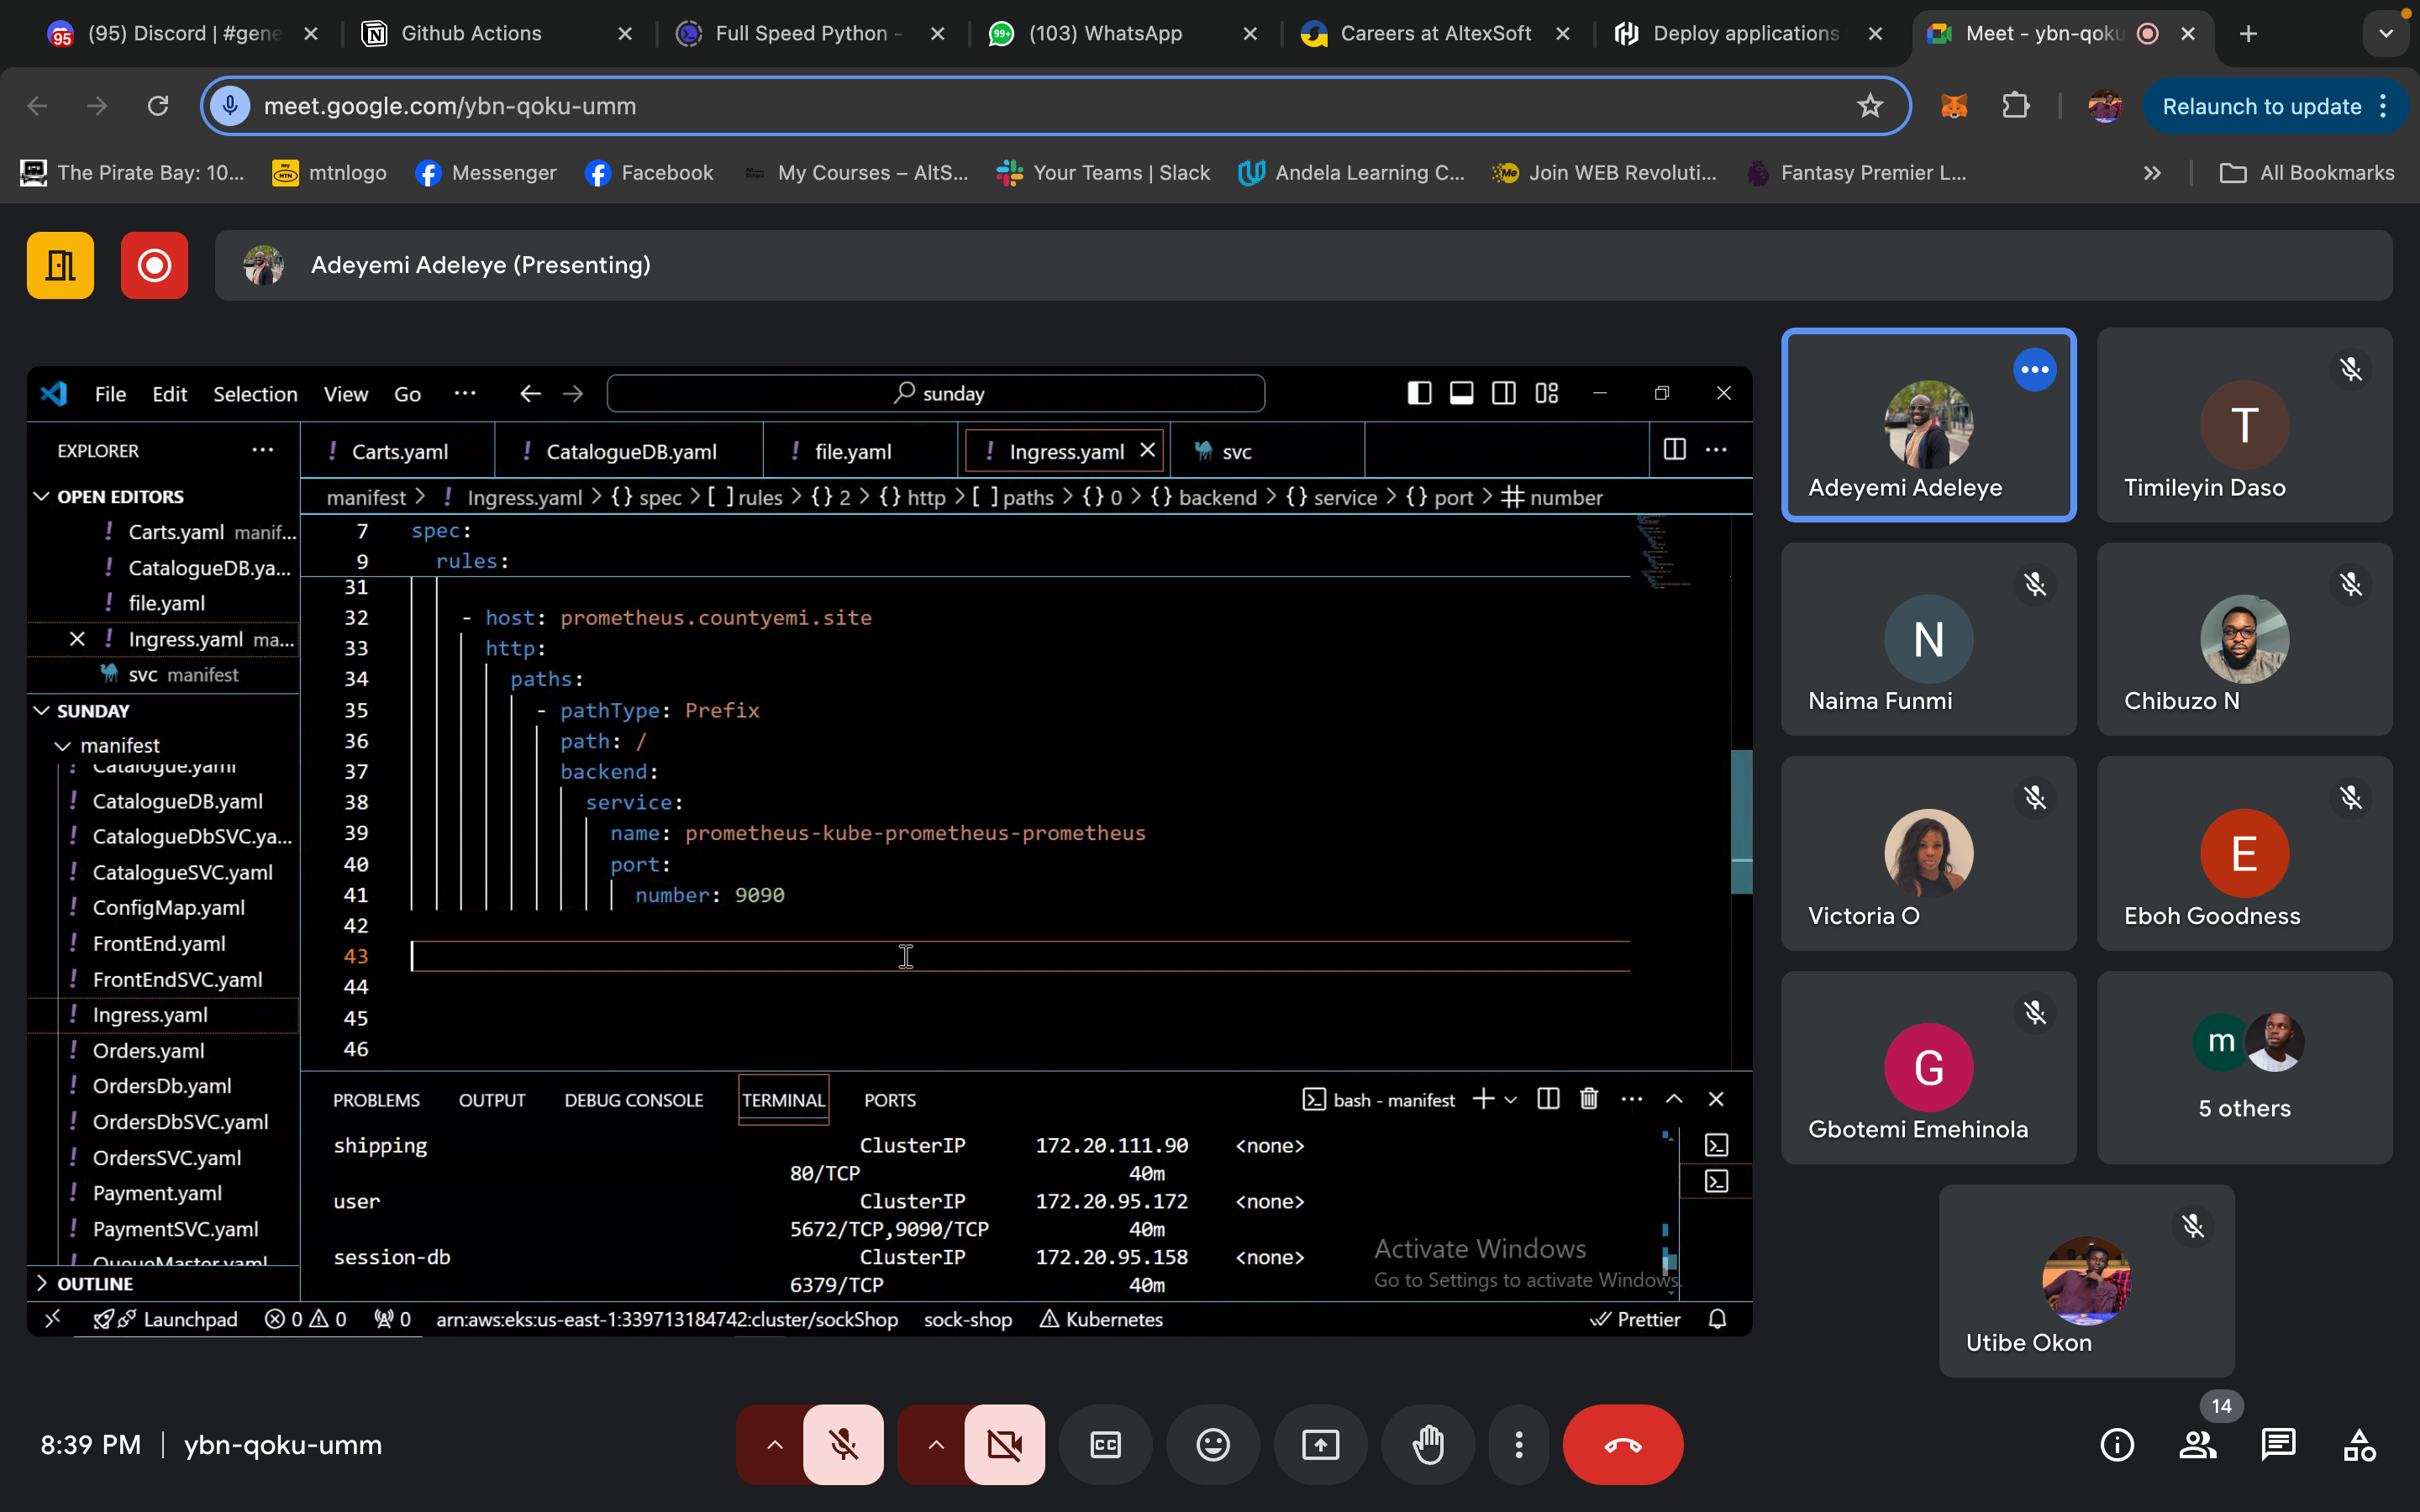 95
(95) Discord | #gene
Github Actions
Full Speed Python -
99+
(103) WhatsApp
Careers at AltexSoft
Deploy applications
Meet - ybn-qoku
meet.google.com/ybn-qoku-umm
Relaunch to update
The Pirate Bay: 10...
my
MTN
mtnlogo
Messenger
Facebook
My Courses – AltS...
Your Teams | Slack
Andela Learning C...
Me
Join WEB Revoluti...
Fantasy Premier L...
All Bookmarks
Adeyemi Adeleye (Presenting)
File
Edit
Selection
View
Go
sunday
EXPLORER
Carts.yaml
CatalogueDB.yaml
file.yaml
Ingress.yaml
svc
OPEN EDITORS
manifest > ! Ingress.yaml > {} spec > [ ] rules > {} 2 > {} http > [ ] paths > {} 0 > {} backend > {} service > {} port > # number
Carts.yaml manif...
CatalogueDB.ya...
file.yaml
Ingress.yaml ma...
svc manifest
SUNDAY
manifest
Catalogue.yaml
CatalogueDB.yaml
CatalogueDbSVC.ya...
CatalogueSVC.yaml
ConfigMap.yaml
FrontEnd.yaml
FrontEndSVC.yaml
Ingress.yaml
Orders.yaml
OrdersDb.yaml
OrdersDbSVC.yaml
OrdersSVC.yaml
Payment.yaml
PaymentSVC.yaml
QueueMaster.yaml
OUTLINE
7 spec:
9 rules:
31
32 - host: prometheus.countyemi.site
33 http:
34 paths:
35 - pathType: Prefix
36 path: /
37 backend:
38 service:
39 name: prometheus-kube-prometheus-prometheus
40 port:
41 number: 9090
42
43
44
45
46
PROBLEMS
OUTPUT
DEBUG CONSOLE
TERMINAL
PORTS
bash - manifest
shipping ClusterIP 172.20.111.90 <none>
80/TCP 40m
user ClusterIP 172.20.95.172 <none>
5672/TCP,9090/TCP 40m
session-db ClusterIP 172.20.95.158 <none>
6379/TCP 40m
Activate Windows
Go to Settings to activate Windows.
Launchpad
0
0
0
arn:aws:eks:us-east-1:339713184742:cluster/sockShop
sock-shop
Kubernetes
Prettier
Adeyemi Adeleye
T
Timileyin Daso
N
Naima Funmi
Chibuzo N
Victoria O
E
Eboh Goodness
G
Gbotemi Emehinola
m
5 others
Utibe Okon
8:39 PM | ybn-qoku-umm
CC
14